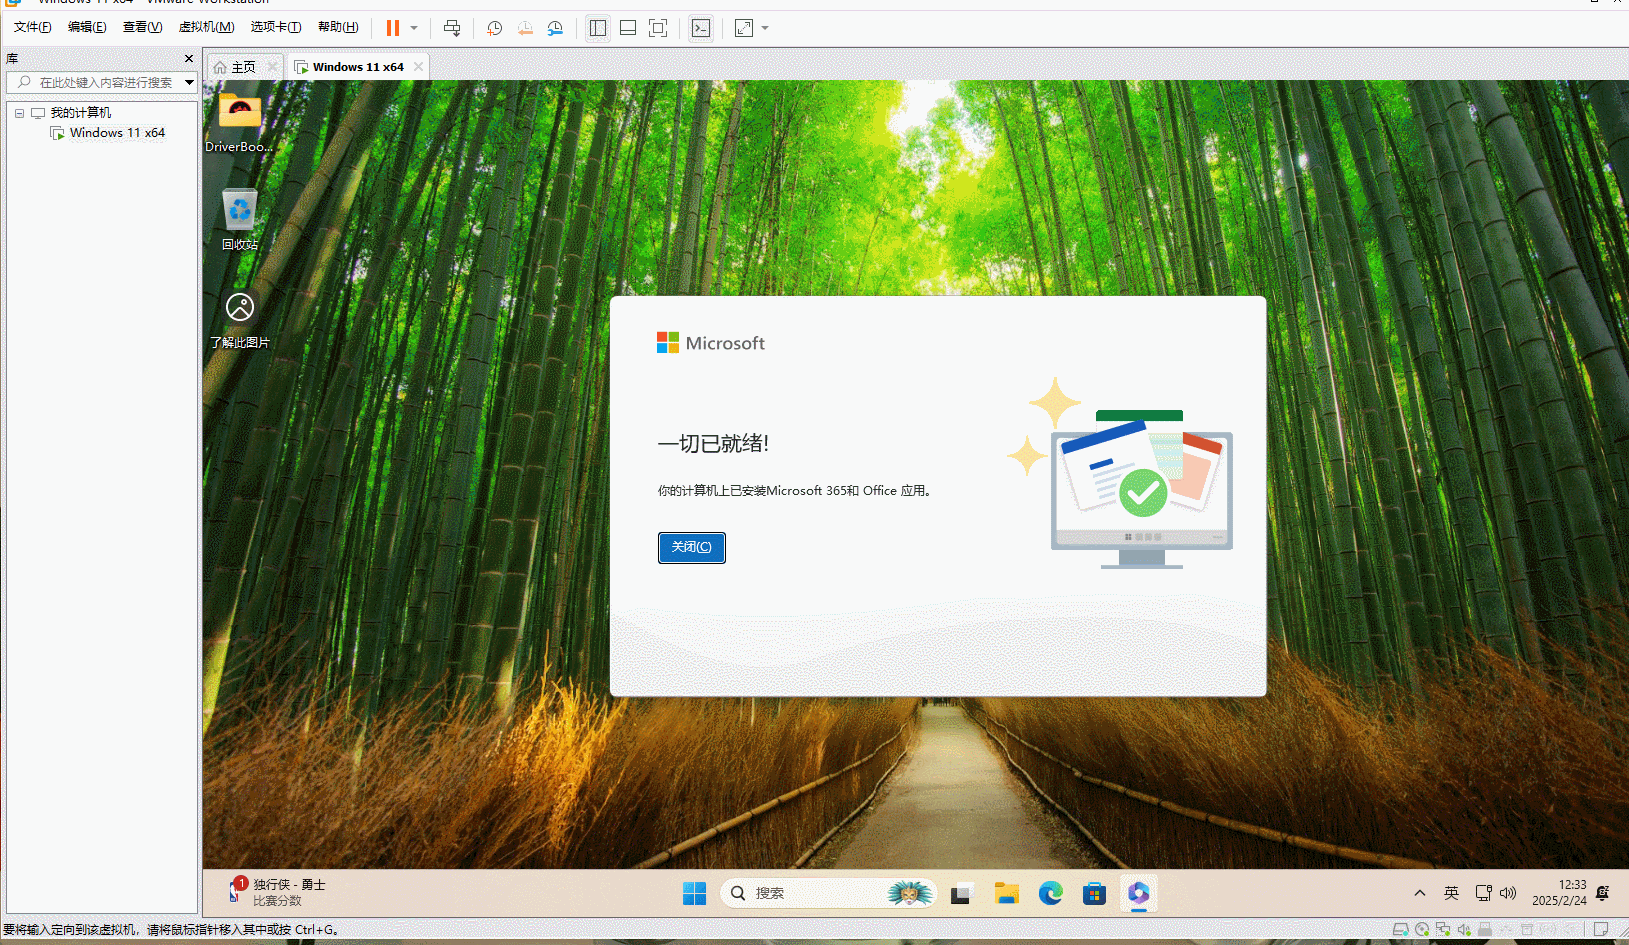 Windows 11 x64 - VMware Workstation
文件(F) 编辑(E) 查看(V) 虚拟机(M) 选项卡(T) 帮助(H)
库
在此处键入内容进行搜索
我的计算机
Windows 11 x64
主页
Windows 11 x64
DriverBoo...
回收站
了解此图片
Microsoft
一切已就绪!
你的计算机上已安装Microsoft 365和 Office 应用。
关闭(C)
1
独行侠 - 勇士
比赛分数
搜索
英
12:33
2025/2/24
要将输入定向到该虚拟机，请将鼠标指针移入其中或按 Ctrl+G。